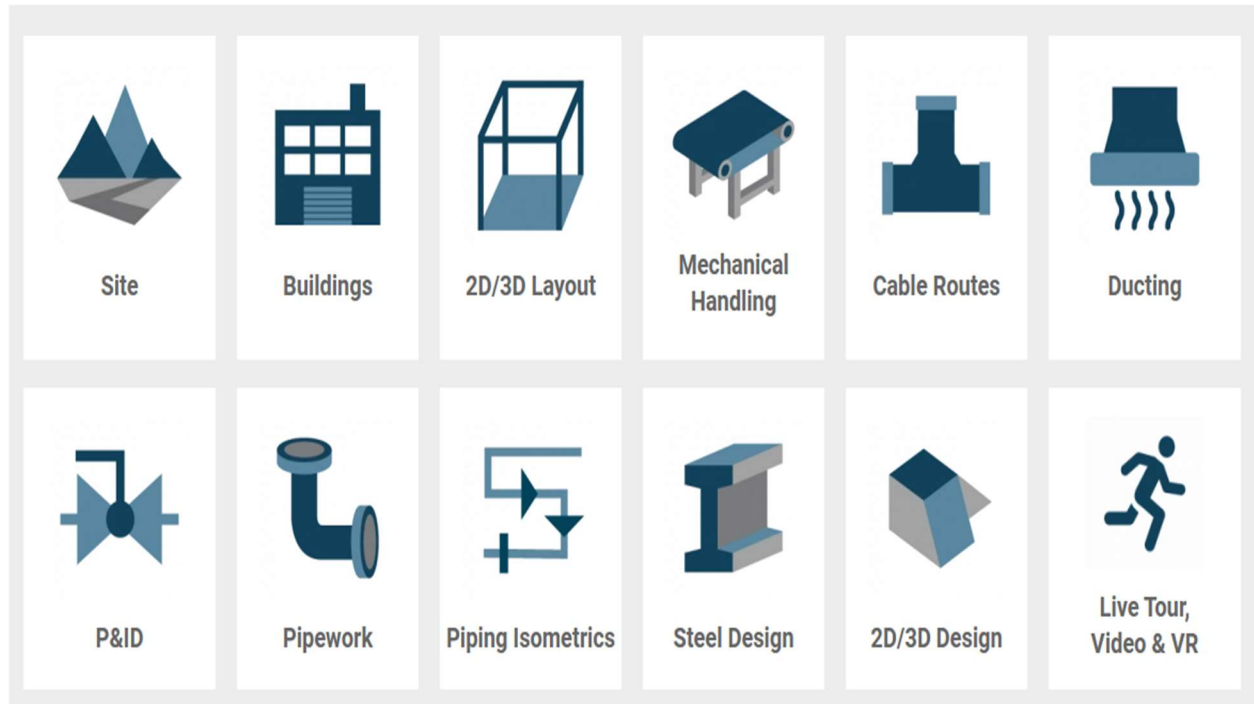 Site
Buildings
2D/3D Layout
Mechanical
Handling
Cable Routes
Ducting
P&ID
Pipework
Piping Isometrics
Steel Design
2D/3D Design
Live Tour,
Video & VR